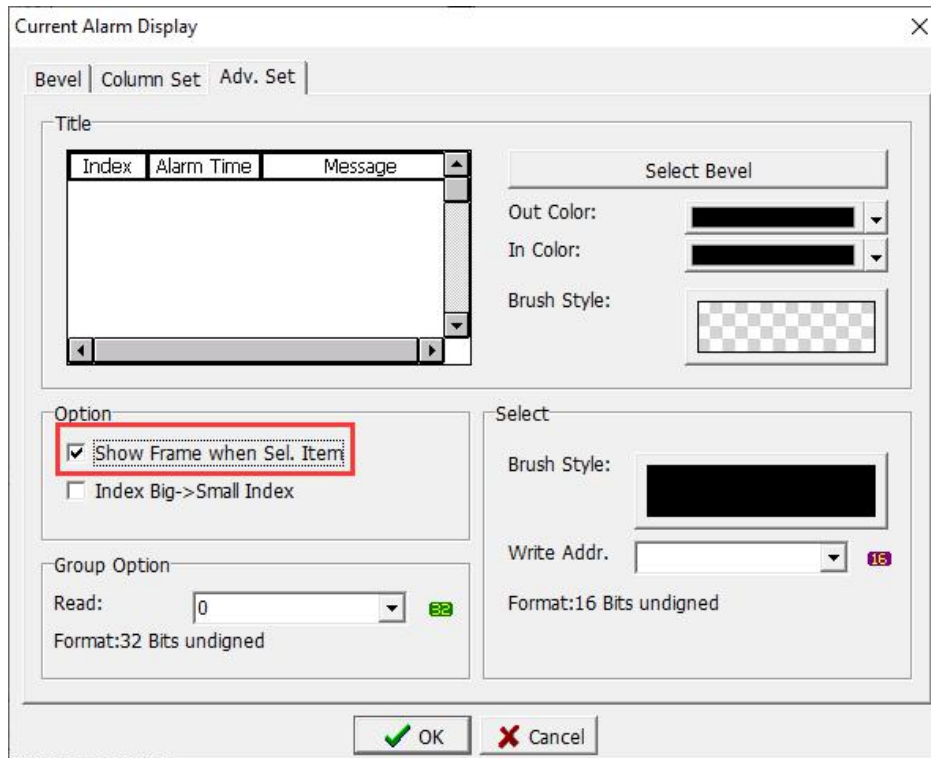 Current Alarm Display
Bevel Column Set Adv. Set
Title
Index Alarm Time Message
Select Bevel
Out Color:
In Color:
Brush Style:
Option
Show Frame when Sel. Item
Index Big->Small Index
Group Option
Read: 0 32
Format:32 Bits undigned
Select
Brush Style:
Write Addr. 16
Format:16 Bits undigned
OK Cancel